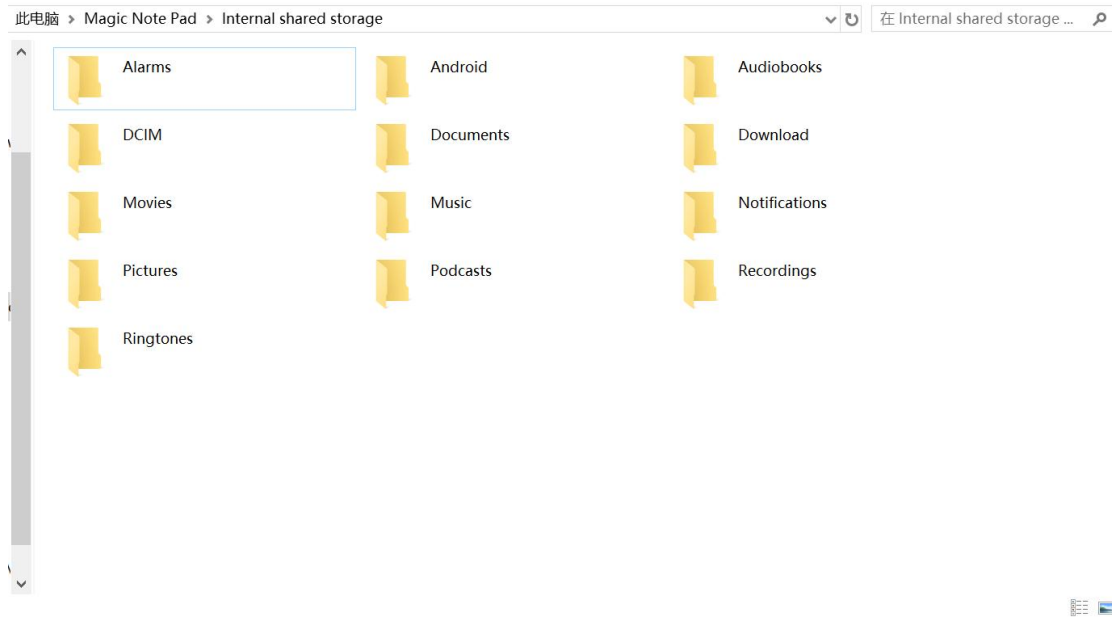 此电脑 > Magic Note Pad > Internal shared storage
在 Internal shared storage ...
Alarms Android Audiobooks
DCIM Documents Download
Movies Music Notifications
Pictures Podcasts Recordings
Ringtones